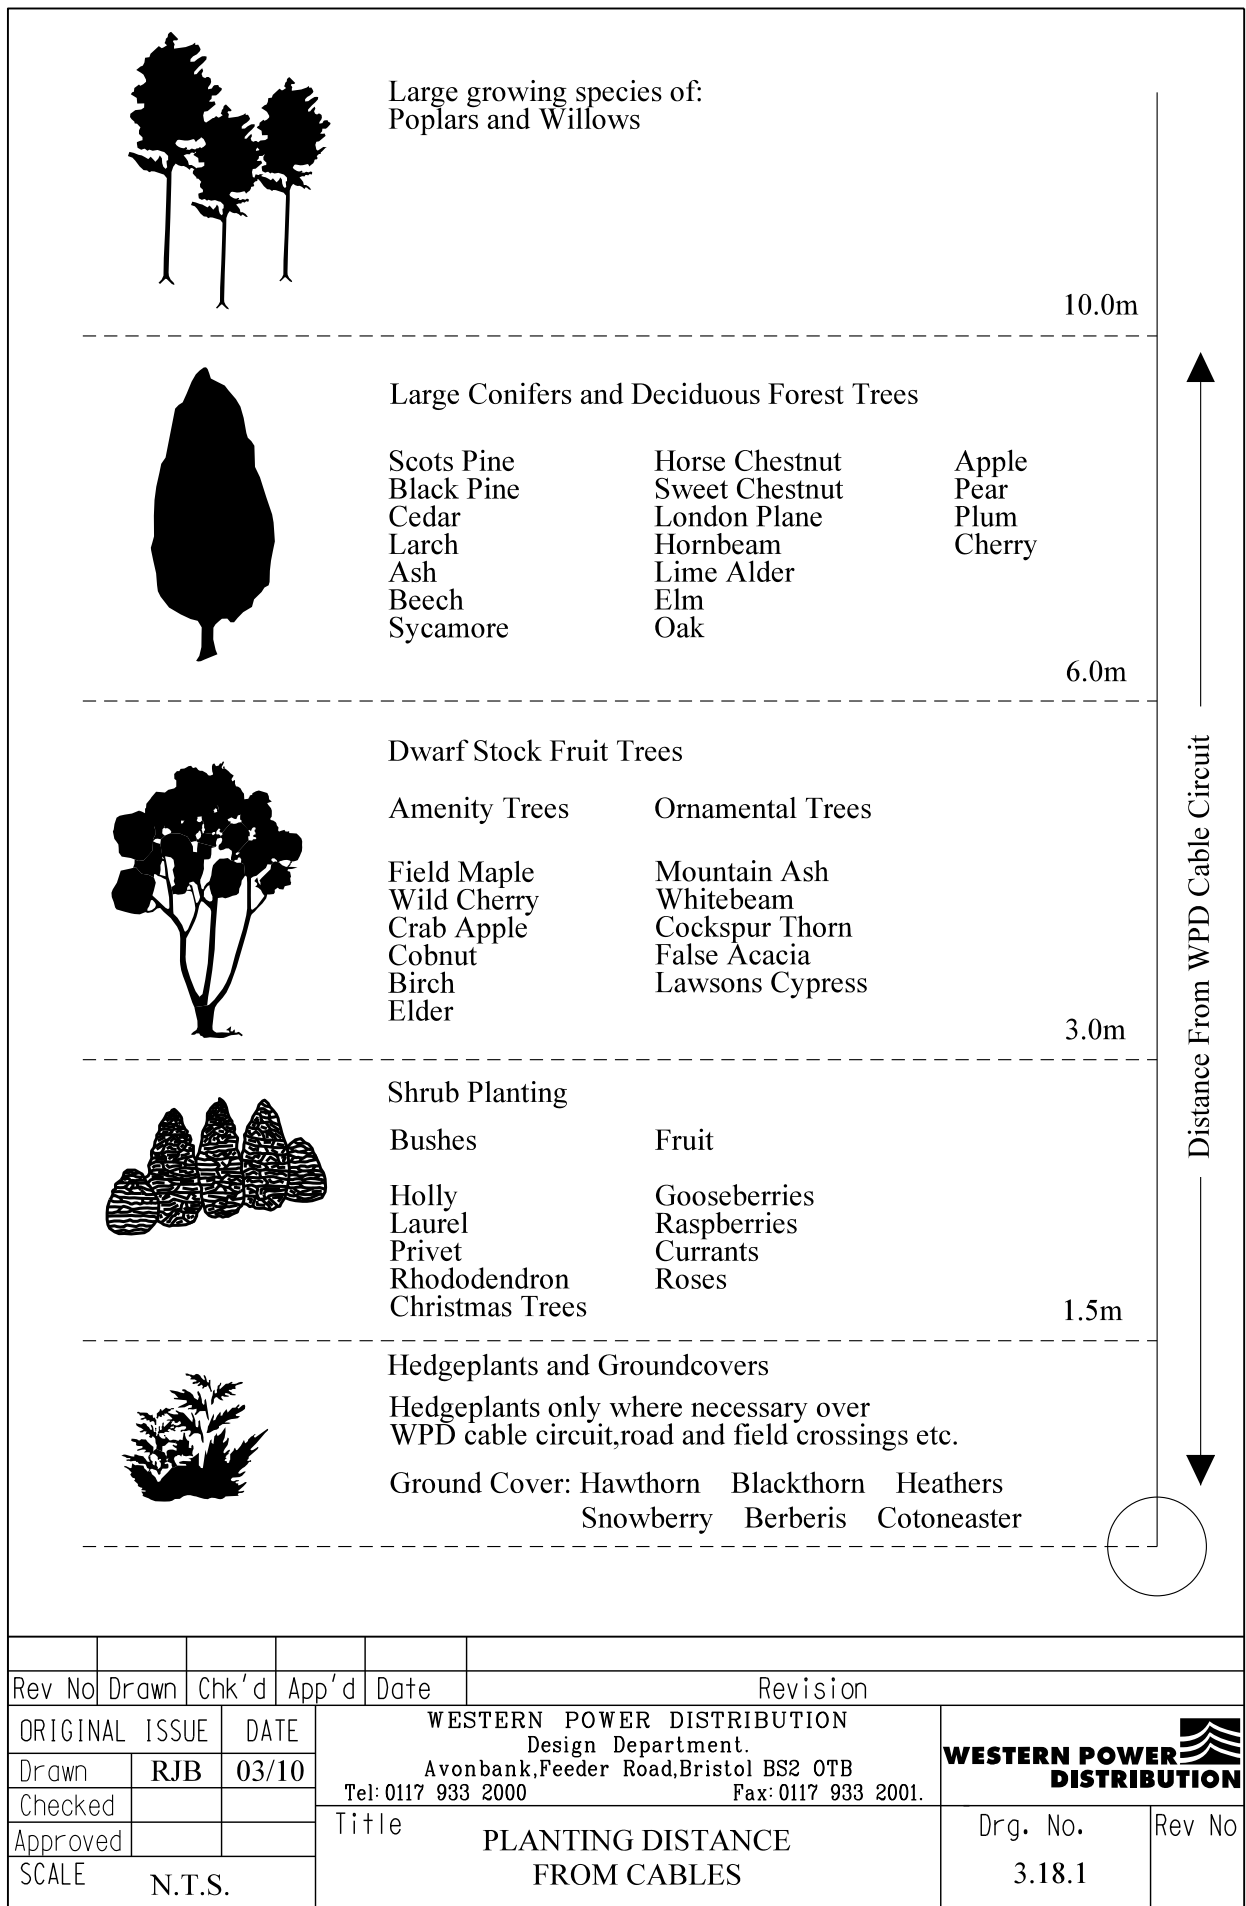 Large growing species of:
Poplars and Willows
10.0m
Large Conifers and Deciduous Forest Trees
Scots Pine Horse Chestnut Apple
Black Pine Sweet Chestnut Pear
Cedar London Plane Plum
Larch Hornbeam Cherry
Ash Lime Alder
Beech Elm
Sycamore Oak
6.0m
Dwarf Stock Fruit Trees
Amenity Trees Ornamental Trees
Field Maple Mountain Ash
Wild Cherry Whitebeam
Crab Apple Cockspur Thorn
Cobnut False Acacia
Birch Lawsons Cypress
Elder
3.0m
Distance From WPD Cable Circuit
Shrub Planting
Bushes Fruit
Holly Gooseberries
Laurel Raspberries
Privet Currants
Rhododendron Roses
Christmas Trees
1.5m
Hedgeplants and Groundcovers
Hedgeplants only where necessary over
WPD cable circuit,road and field crossings etc.
Ground Cover: Hawthorn Blackthorn Heathers
Snowberry Berberis Cotoneaster
Rev No Drawn Chk'd App'd Date Revision
ORIGINAL ISSUE DATE
Drawn RJB 03/10
Checked
Approved
SCALE N.T.S.
WESTERN POWER DISTRIBUTION
Design Department.
Avonbank,Feeder Road,Bristol BS2 0TB
Tel:0117 933 2000 Fax:0117 933 2001.
Title
PLANTING DISTANCE
FROM CABLES
WESTERN POWER
DISTRIBUTION
Drg. No. Rev No
3.18.1